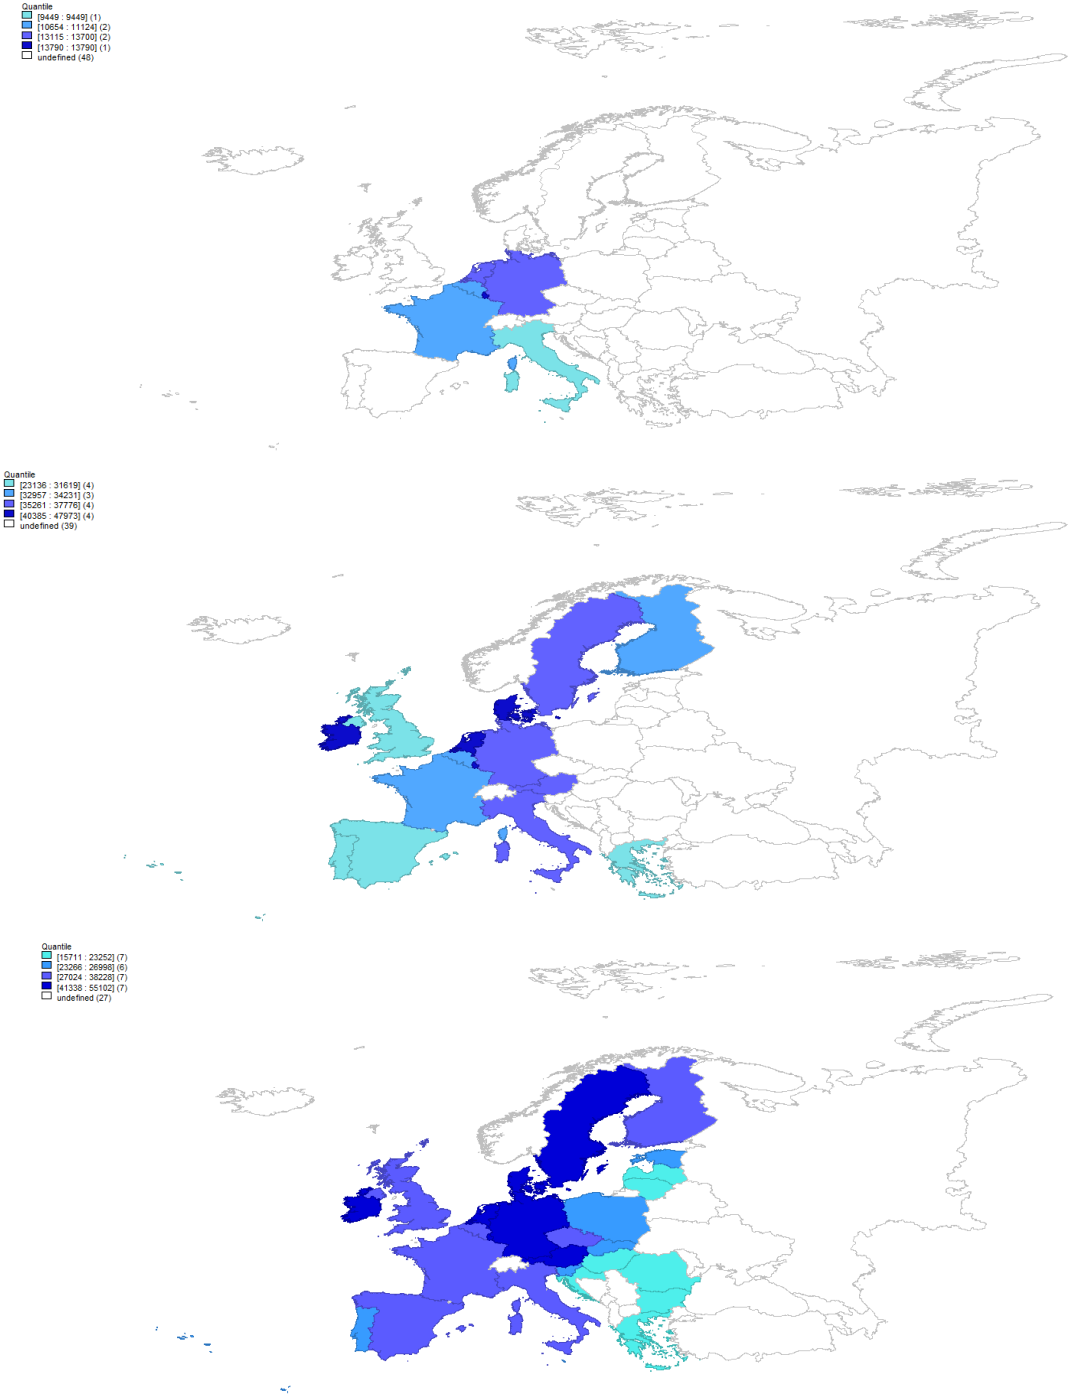 Quantile
[9449 : 9449] (1)
[10654 : 11124] (2)
[13115 : 13700] (2)
[13790 : 13790] (1)
undefined (48)
Quantile
[23136 : 31619] (4)
[32957 : 34231] (3)
[35261 : 37776] (4)
[40385 : 47973] (4)
undefined (39)
Quantile
[15711 : 23252] (7)
[23266 : 26998] (6)
[27024 : 38228] (7)
[41338 : 55102] (7)
undefined (27)